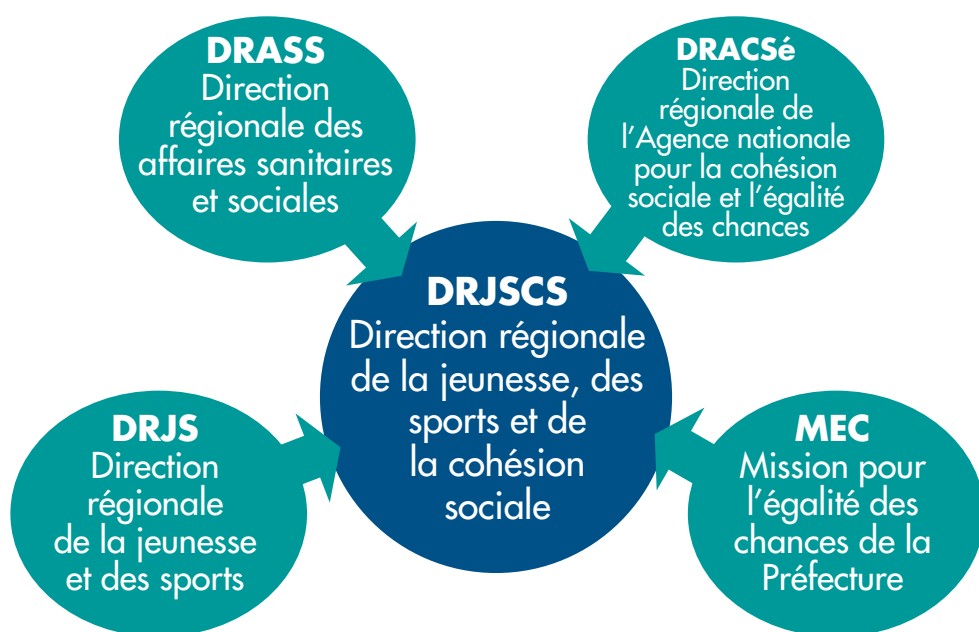 DRASS
Direction
régionale des
affaires sanitaires
et sociales
DRACSé
Direction
régionale de
l'Agence nationale
pour la cohésion
sociale et l'égalité
des chances
DRJSCS
Direction régionale
de la jeunesse, des
sports et de
la cohésion
sociale
DRJS
Direction
régionale
de la jeunesse
et des sports
MEC
Mission pour
l'égalité des
chances de la
Préfecture